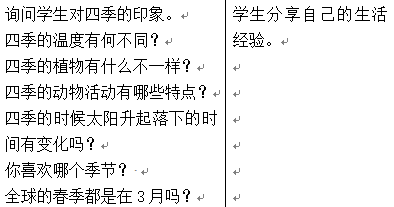 询问学生对四季的印象。
四季的温度有何不同？
四季的植物有什么不一样？
四季的动物活动有哪些特点？
四季的时候太阳升起落下的时
间有变化吗？
你喜欢哪个季节？
全球的春季都是在 3 月吗？
学生分享自己的生活
经验。